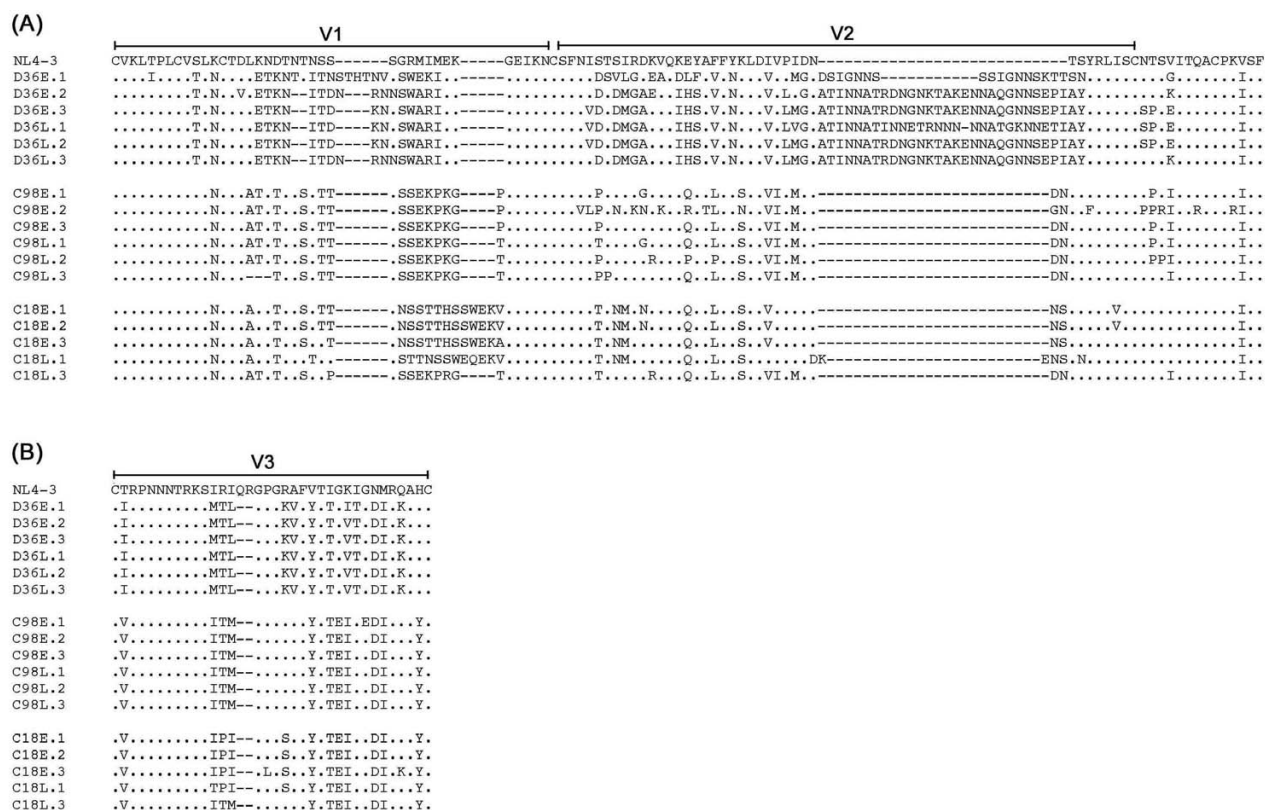 (A)
V1 V2
NL4-3 CVKLTPLCVSLKCTDLKNDTNTNSS------SGRMIMEK-----GEIKNCSFNISTSIRDKVQKEYAFFYKLDIVPIDN---------------------------TSYRLISCNTSVITQACPKVSF
D36E.1 ....I....T.N....ETKNT.ITNSTHTNV.SWEKI..-----..........DSVLG.EA.DLF.V.N...V...MG.DSIGNNS------------SSIGNNSKTTSN.........G.......I..
D36E.2 .........T.N..V.ETKN--ITDN---RNNSWARI..-----..........D.DMGAE..IHS.V.N...V.L.G.ATINNATRDNGNKTAKENNAQGNNSEPIAY.........K.......I..
D36E.3 .........T.N....ETKN--ITD----KN.SWARI..-----.........VD.DMGA...IHS.V.N...V.LMG.ATINNATRDNGNKTAKENNAQGNNSEPIAY......SP.E.......I..
D36L.1 .........T.N....ETKN--ITD----KN.SWARI..-----.........VD.DMGA...IHS.V.N...V.LVG.ATINNATINNETRNNN-NNATGKNNETIAY......SP.E.......I..
D36L.2 .........T.N....ETKN--ITD----KN.SWARI..-----.........VD.DMGA...IHS.V.N...V.LMG.ATINNATRDNGNKTAKENNAQGNNSEPIAY......SP.E.......I..
D36L.3 .........T.N....ETKN--ITDN---RNNSWARI..-----..........D.DMGA...IHS.V.N...V.LMG.ATINNATRDNGNKTAKENNAQGNNSEPIAY.........K.......I..
C98E.1 ...........N...AT.T..S.TT-------SSEKPKG----P..........P....G....Q..L..S..VI.M..--------------------------DN.........P.I.......I..
C98E.2 ...........N...AT.T..S.TT-------SSEKPKG----P........VLP.N.KN.K..R.TL..N..VI.M..--------------------------GN..F.....PPRI..R...RI..
C98E.3 ...........N...AT.T..S.TT-------SSEKPKG----P..........P.........Q..L..S..VI.M..--------------------------DN...........I.......I..
C98L.1 ...........N...AT.T..S.TT-------SSEKPKG----T..........T....G....Q..L..S..VI.M..--------------------------DN.........P.I.......I..
C98L.2 ...........N...AT.T..S.TT-------SSEKPKG----T..........T.....R...P..P..S..VI.M..--------------------------DN.........TPPI.......I..
C98L.3 ...........N...---T..S.TT-------SSEKPKG----T..........PP........Q..L..S..VI.M..--------------------------DN...........I.......I..
C18E.1 ...........N...A..T...S.TT-------NSSTTHSSWEKV..........T.NM.N....Q..L..S..V.....--------------------------NS.....V............I..
C18E.2 ...........N...A..T...S.TT-------NSSTTHSSWEKV..........T.NM.N....Q..L..S..V.....--------------------------NS.....V............I..
C18E.3 ...........N...A..T...S..T-------NSSTTHSSWEKA..........S.NM......Q..L..S..V.....--------------------------NS..................I..
C18L.1 ...........N...A..T...T..-------STTNSSWEQEKV..........T.NM......Q..L..S.......DK-------------------------ENS.N................I..
C18L.3 ...........N...AT.T..S..P-------SSEKPRG----T..........T.....R...Q..L..S..VI.M..--------------------------DN...........I.......I..
(B)
V3
NL4-3 CTRPNNNTRKSIRIQRGPGRAFVTIGKIGNMRQAHC
D36E.1 .I.........MTL--...KV.Y.T.IT.DI.K...
D36E.2 .I.........MTL--...KV.Y.T.VT.DI.K...
D36E.3 .I.........MTL--...KV.Y.T.VT.DI.K...
D36L.1 .I.........MTL--...KV.Y.T.VT.DI.K...
D36L.2 .I.........MTL--...KV.Y.T.VT.DI.K...
D36L.3 .I.........MTL--...KV.Y.T.VT.DI.K...
C98E.1 .V.........ITM--......Y.TEI.EDI...Y.
C98E.2 .V.........ITM--......Y.TEI..DI...Y.
C98E.3 .V.........ITM--......Y.TEI..DI...Y.
C98L.1 .V.........ITM--......Y.TEI..DI...Y.
C98L.2 .V.........ITM--......Y.TEI..DI...Y.
C98L.3 .V.........ITM--......Y.TEI..DI...Y.
C18E.1 .V.........IPI--...S..Y.TEI..DI...Y.
C18E.2 .V.........IPI--...S..Y.TEI..DI...Y.
C18E.3 .V.........IPI--.L.S..Y.TEI..DI.K.Y.
C18L.1 .V.........TPI--...S..Y.TEI..DI...Y.
C18L.3 .V.........ITM--......Y.TEI..DI...Y.